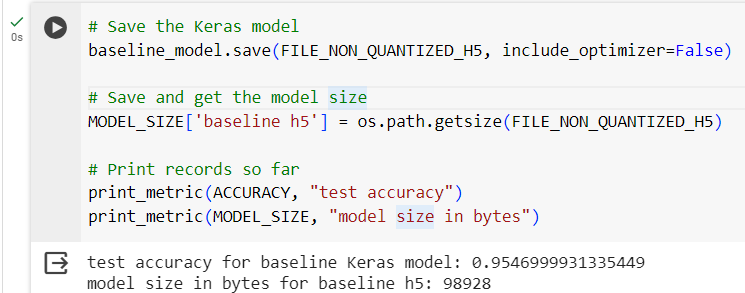 0s
# Save the Keras model
baseline_model.save(FILE_NON_QUANTIZED_H5, include_optimizer=False)
# Save and get the model size
MODEL_SIZE['baseline h5'] = os.path.getsize(FILE_NON_QUANTIZED_H5)
# Print records so far
print_metric(ACCURACY, "test accuracy")
print_metric(MODEL_SIZE, "model size in bytes")
test accuracy for baseline Keras model: 0.9546999931335449
model size in bytes for baseline h5: 98928